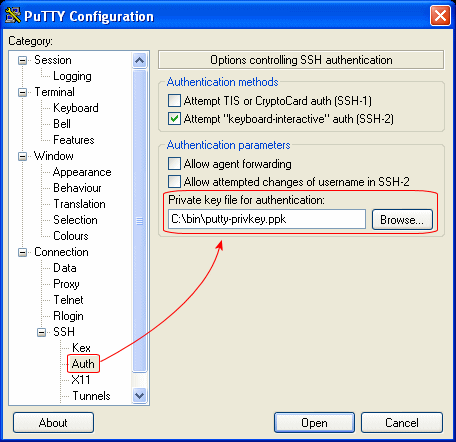 PuTTY Configuration
Category:
Session
Logging
Terminal
Keyboard
Bell
Features
Window
Appearance
Behaviour
Translation
Selection
Colours
Connection
Data
Proxy
Telnet
Rlogin
SSH
Kex
Auth
X11
Tunnels
Options controlling SSH authentication
Authentication methods
Attempt TIS or CryptoCard auth (SSH-1)
Attempt "keyboard-interactive" auth (SSH-2)
Authentication parameters
Allow agent forwarding
Allow attempted changes of username in SSH-2
Private key file for authentication:
C:\bin\putty-privkey.ppk
Browse...
About
Open
Cancel